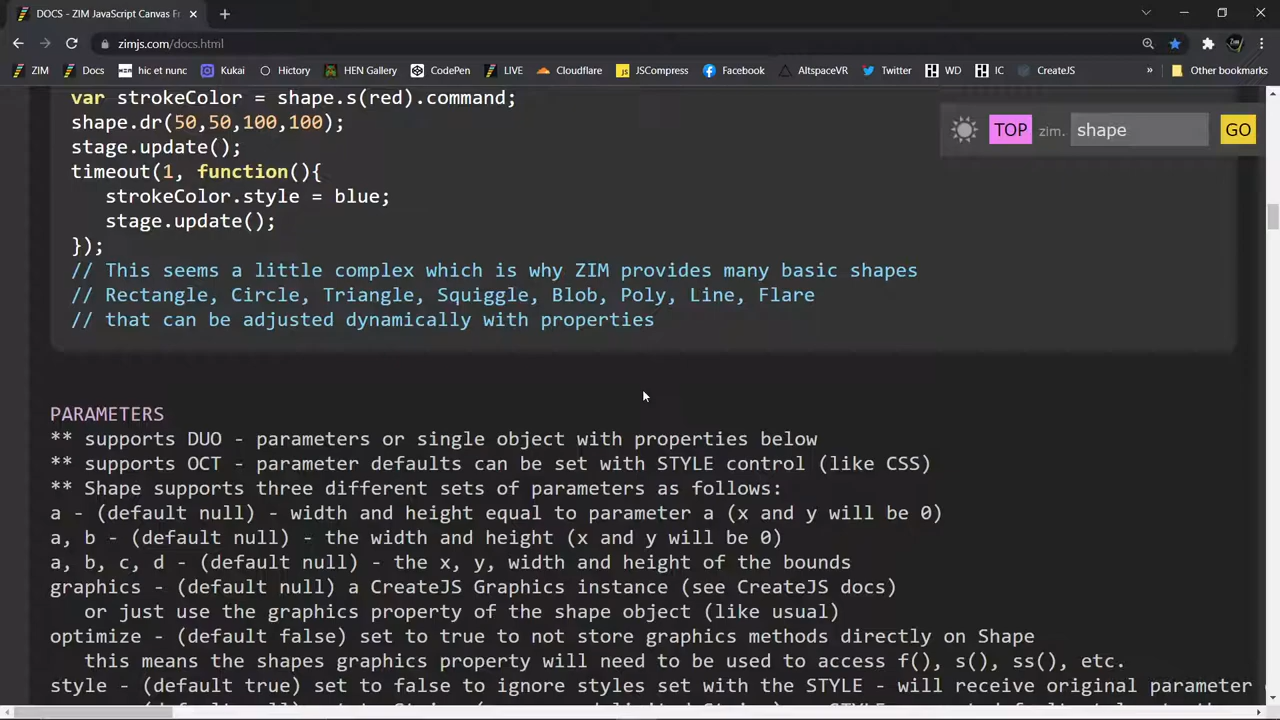 DOCS - ZIM JavaScript Canvas Fr
zimjs.com/docs.html
ZIM Docs hic et nunc Kukai Hictory HEN Gallery CodePen LIVE Cloudflare JSCompress Facebook AltspaceVR Twitter WD IC CreateJS » Other bookmarks
var strokeColor = shape.s(red).command;
shape.dr(50,50,100,100);
stage.update();
timeout(1, function(){
strokeColor.style = blue;
stage.update();
});
// This seems a little complex which is why ZIM provides many basic shapes
// Rectangle, Circle, Triangle, Squiggle, Blob, Poly, Line, Flare
// that can be adjusted dynamically with properties
TOP zim. shape GO
PARAMETERS
** supports DUO - parameters or single object with properties below
** supports OCT - parameter defaults can be set with STYLE control (like CSS)
** Shape supports three different sets of parameters as follows:
a - (default null) - width and height equal to parameter a (x and y will be 0)
a, b - (default null) - the width and height (x and y will be 0)
a, b, c, d - (default null) - the x, y, width and height of the bounds
graphics - (default null) a CreateJS Graphics instance (see CreateJS docs)
or just use the graphics property of the shape object (like usual)
optimize - (default false) set to true to not store graphics methods directly on Shape
this means the shapes graphics property will need to be used to access f(), s(), ss(), etc.
style - (default true) set to false to ignore styles set with the STYLE - will receive original parameter